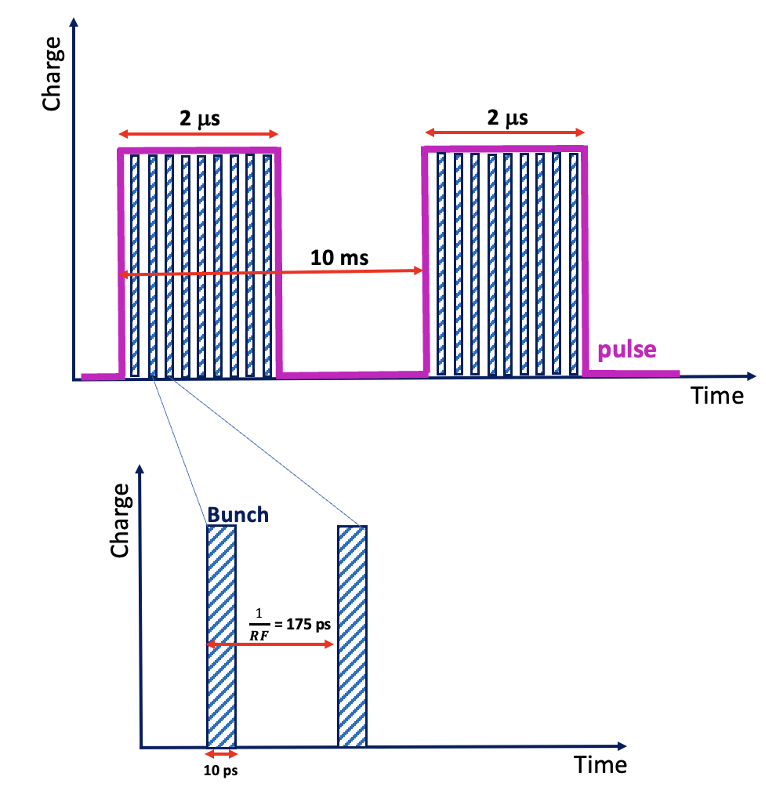 Charge
2 μs
2 μs
10 ms
pulse
Time
Charge
Bunch
1
RF
= 175 ps
10 ps
Time